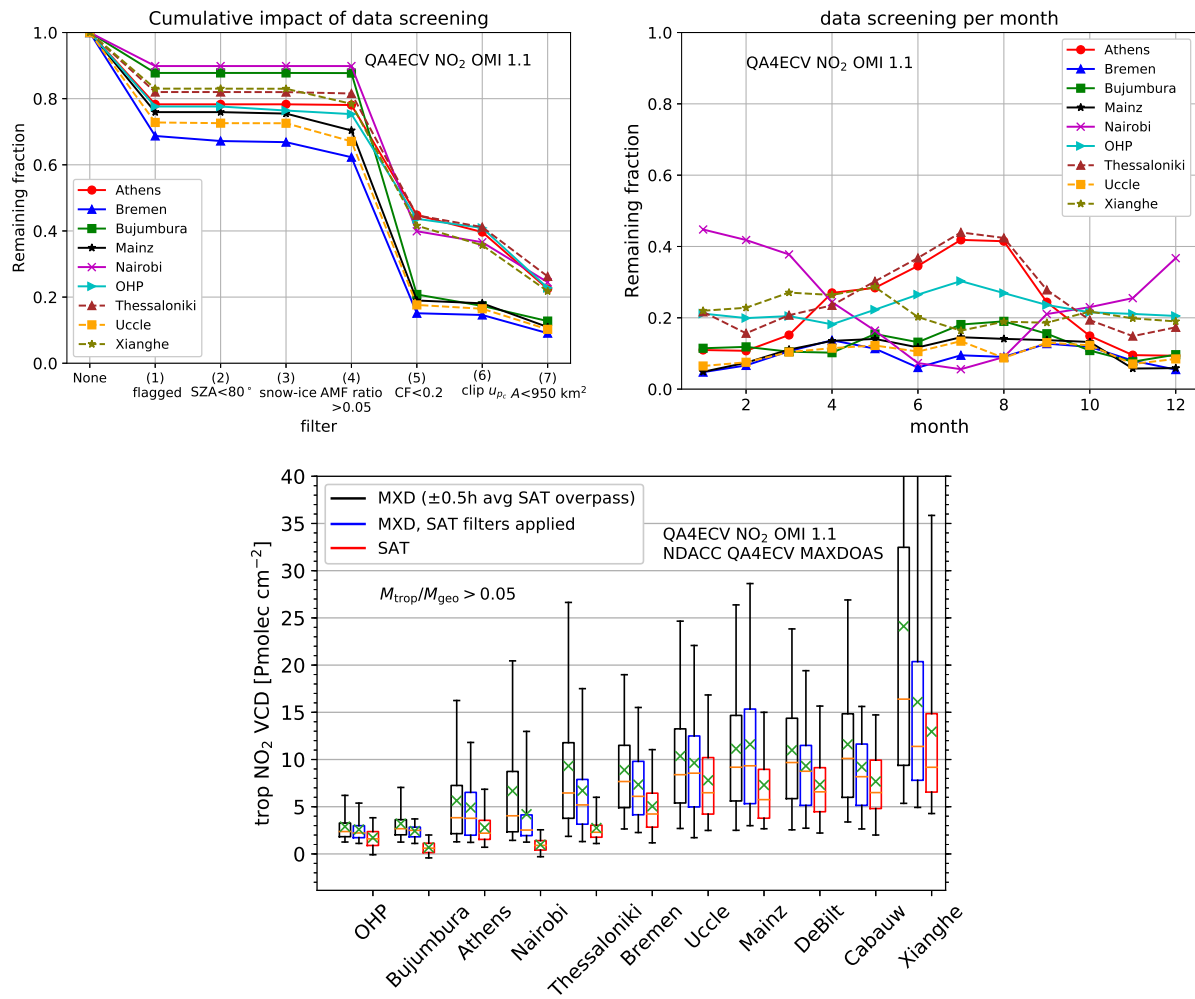 Cumulative impact of data screening
QA4ECV NO₂ OMI 1.1
Remaining fraction
1.0
0.8
0.6
0.4
0.2
0.0
Athens
Bremen
Bujumbura
Mainz
Nairobi
OHP
Thessaloniki
Uccle
Xianghe
None
(1)
flagged
(2)
SZA<80°
(3)
snow-ice
(4)
AMF ratio
>0.05
(5)
CF<0.2
(6)
clip u_{p_c}
(7)
A<950 km²
filter
data screening per month
QA4ECV NO₂ OMI 1.1
Remaining fraction
1.0
0.8
0.6
0.4
0.2
0.0
Athens
Bremen
Bujumbura
Mainz
Nairobi
OHP
Thessaloniki
Uccle
Xianghe
2 4 6 8 10 12
month
trop NO₂ VCD [Pmolec cm⁻²]
40
35
30
25
20
15
10
5
0
MXD (±0.5h avg SAT overpass)
MXD, SAT filters applied
SAT
QA4ECV NO₂ OMI 1.1
NDACC QA4ECV MAXDOAS
M_trop/M_geo > 0.05
OHP
Bujumbura
Athens
Nairobi
Thessaloniki
Bremen
Uccle
Mainz
DeBilt
Cabauw
Xianghe